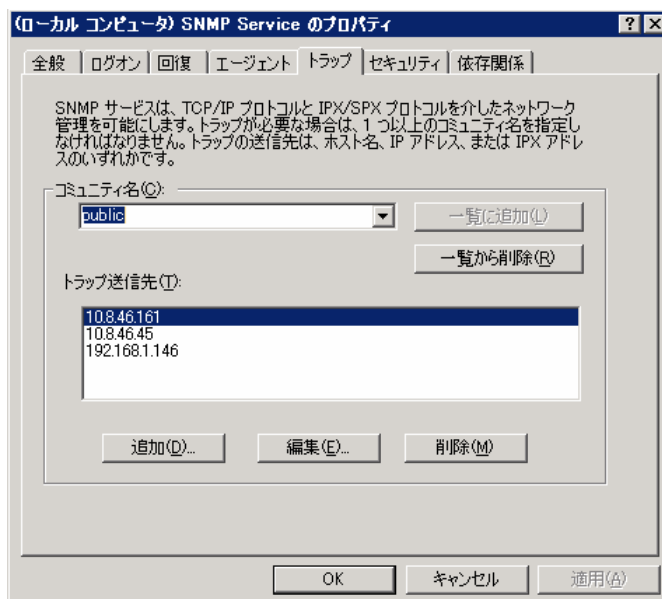 (ローカル コンピュータ) SNMP Service のプロパティ
全般 ログオン 回復 エージェント トラップ セキュリティ 依存関係
SNMP サービスは、TCP/IP プロトコルと IPX/SPX プロトコルを介したネットワーク
管理を可能にします。トラップが必要な場合は、1 つ以上のコミュニティ名を指定し
なければなりません。トラップの送信先は、ホスト名、IP アドレス、または IPX アドレ
スのいずれかです。
コミュニティ名(C):
public
一覧に追加(L)
一覧から削除(R)
トラップ送信先(T):
10.8.46.161
10.8.46.45
192.168.1.146
追加(D)... 編集(E)... 削除(M)
OK キャンセル 適用(A)